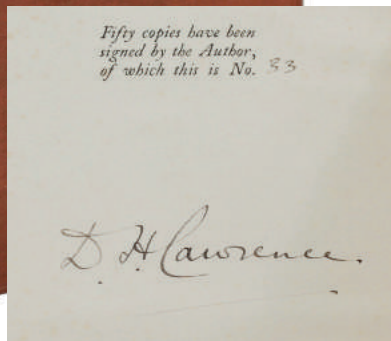 Fifty copies have been
signed by the Author,
of which this is No. 33
D. H. Lawrence.